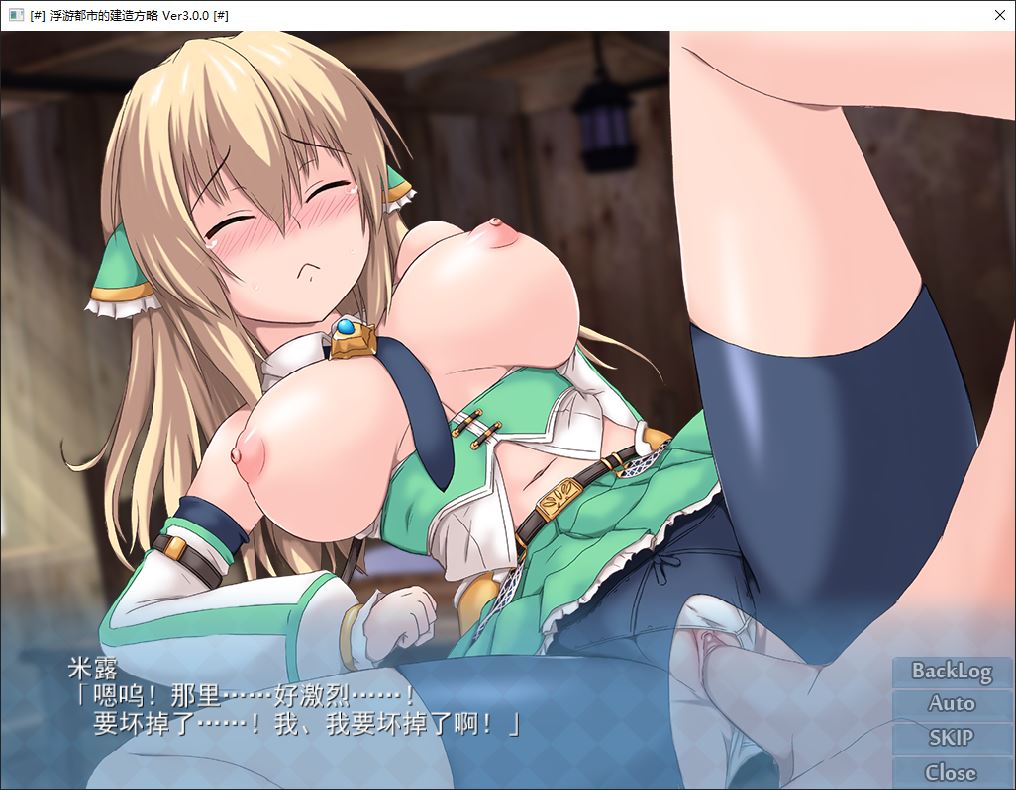 [#] 浮游都市的建造方略 Ver3.0.0 [#]
米露
「嗯呜！那里……好激烈……！
要坏掉了……！我、我要坏掉了啊！」
BackLog
Auto
SKIP
Close